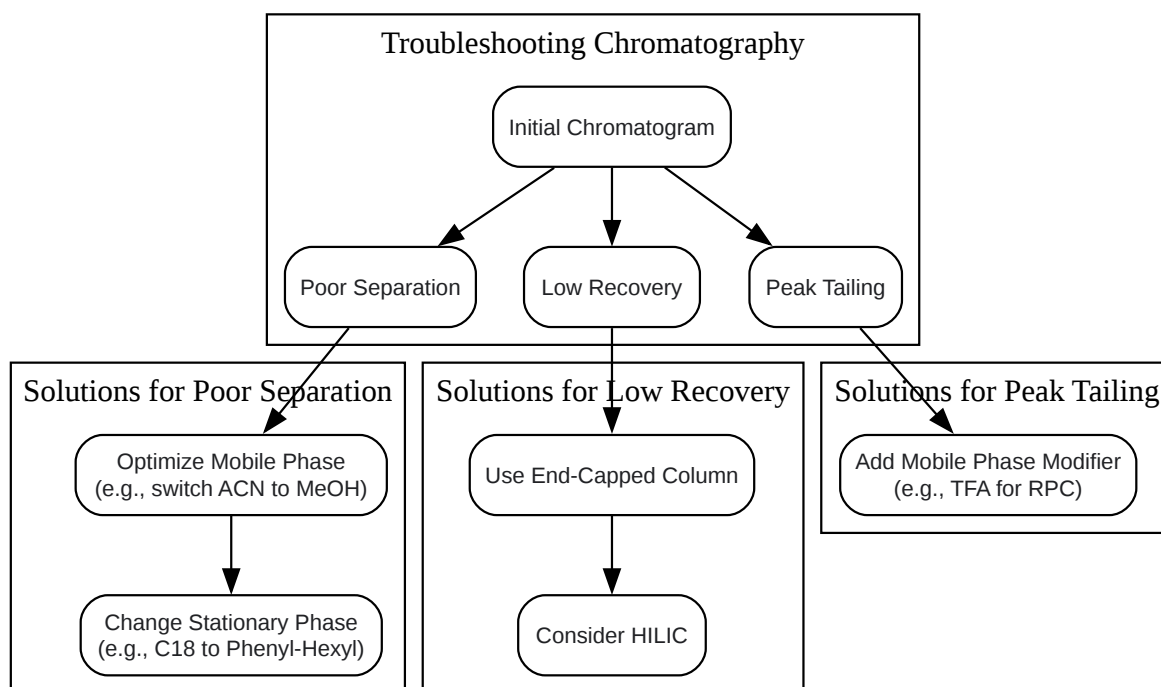 Troubleshooting Chromatography
Initial Chromatogram
Poor Separation
Low Recovery
Peak Tailing
Solutions for Poor Separation
Solutions for Low Recovery
Solutions for Peak Tailing
Optimize Mobile Phase
(e.g., switch ACN to MeOH)
Use End-Capped Column
Add Mobile Phase Modifier
(e.g., TFA for RPC)
Change Stationary Phase
(e.g., C18 to Phenyl-Hexyl)
Consider HILIC